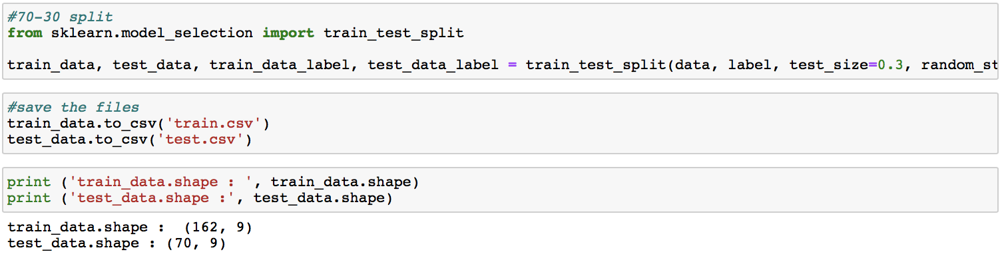 #70-30 split
from sklearn.model_selection import train_test_split
train_data, test_data, train_data_label, test_data_label = train_test_split(data, label, test_size=0.3, random_st
#save the files
train_data.to_csv('train.csv')
test_data.to_csv('test.csv')
print ('train_data.shape : ', train_data.shape)
print ('test_data.shape :', test_data.shape)
train_data.shape :  (162, 9)
test_data.shape : (70, 9)